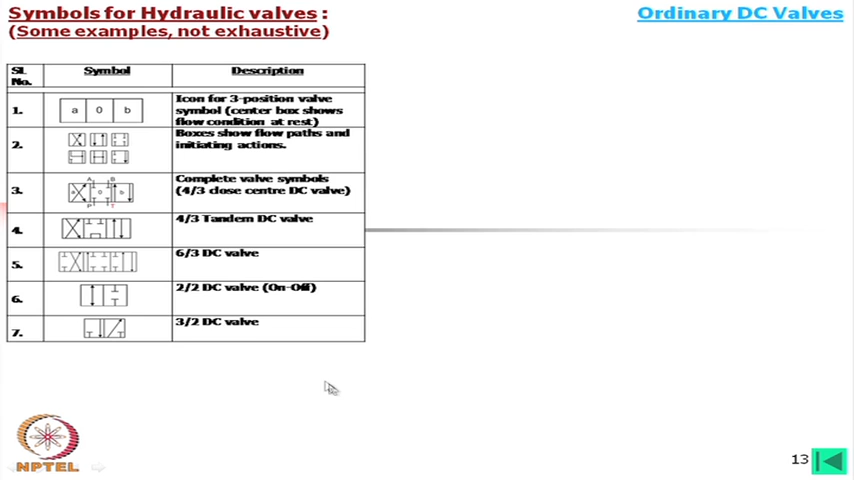 Symbols for Hydraulic valves :
(Some examples, not exhaustive)
Ordinary DC Valves
Sl. No.
Symbol
Description
1.
a 0 b
Icon for 3-position valve
symbol (center box shows
flow condition at rest)
2.
Boxes show flow paths and
initiating actions.
3.
A B
a 0 b
P T
Complete valve symbols
(4/3 close centre DC valve)
4.
4/3 Tandem DC valve
5.
6/3 DC valve
6.
2/2 DC valve (On-Off)
7.
3/2 DC valve
NPTEL
13